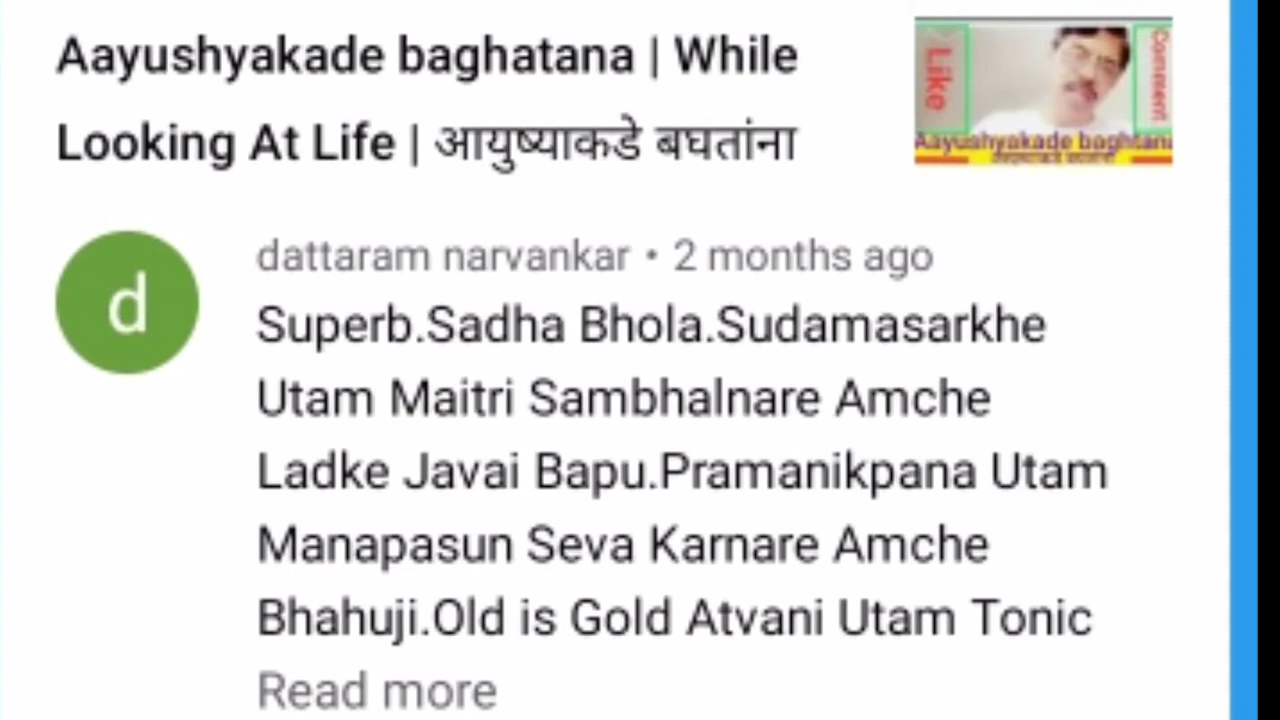 Aayushyakade baghatana | While
Looking At Life | आयुष्याकडे बघतांना
Like
Comment
Aayushyakade baghtana
d
dattaram narvankar • 2 months ago
Superb.Sadha Bhola.Sudamasarkhe
Utam Maitri Sambhalnare Amche
Ladke Javai Bapu.Pramanikpana Utam
Manapasun Seva Karnare Amche
Bhahuji.Old is Gold Atvani Utam Tonic
Read more